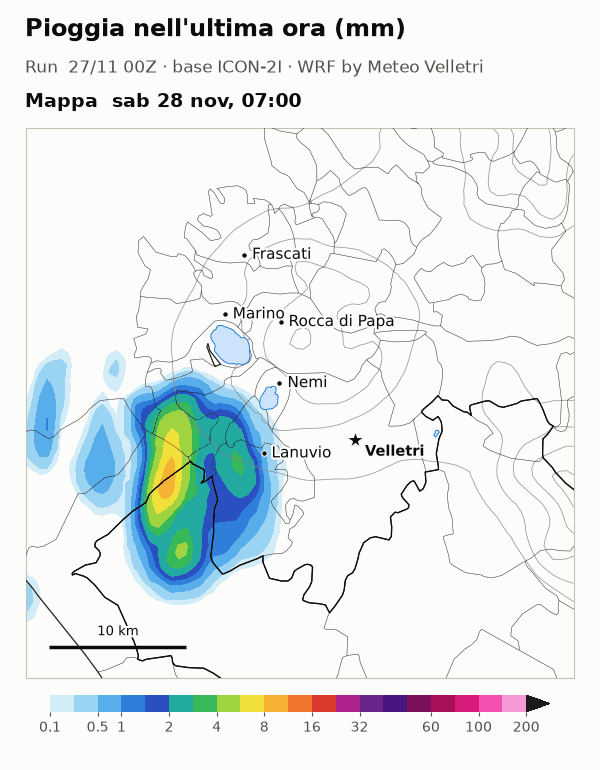 Pioggia nell'ultima ora (mm)
Run  27/11 00Z · base ICON-2I · WRF by Meteo Velletri
Mappa  sab 28 nov, 07:00
Frascati
Marino
Rocca di Papa
Nemi
Lanuvio
Velletri
10 km
0.1 0.5 1 2 4 8 16 32 60 100 200